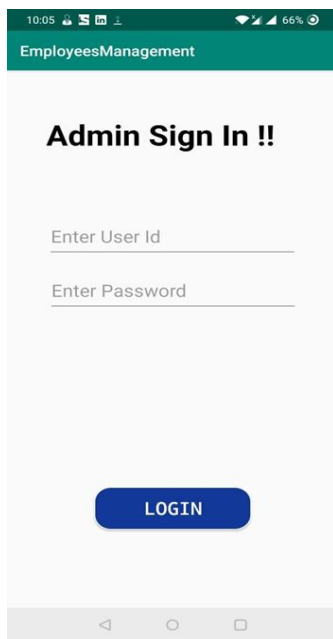 10:05 66%
EmployeesManagement
Admin Sign In !!
Enter User Id
Enter Password
LOGIN